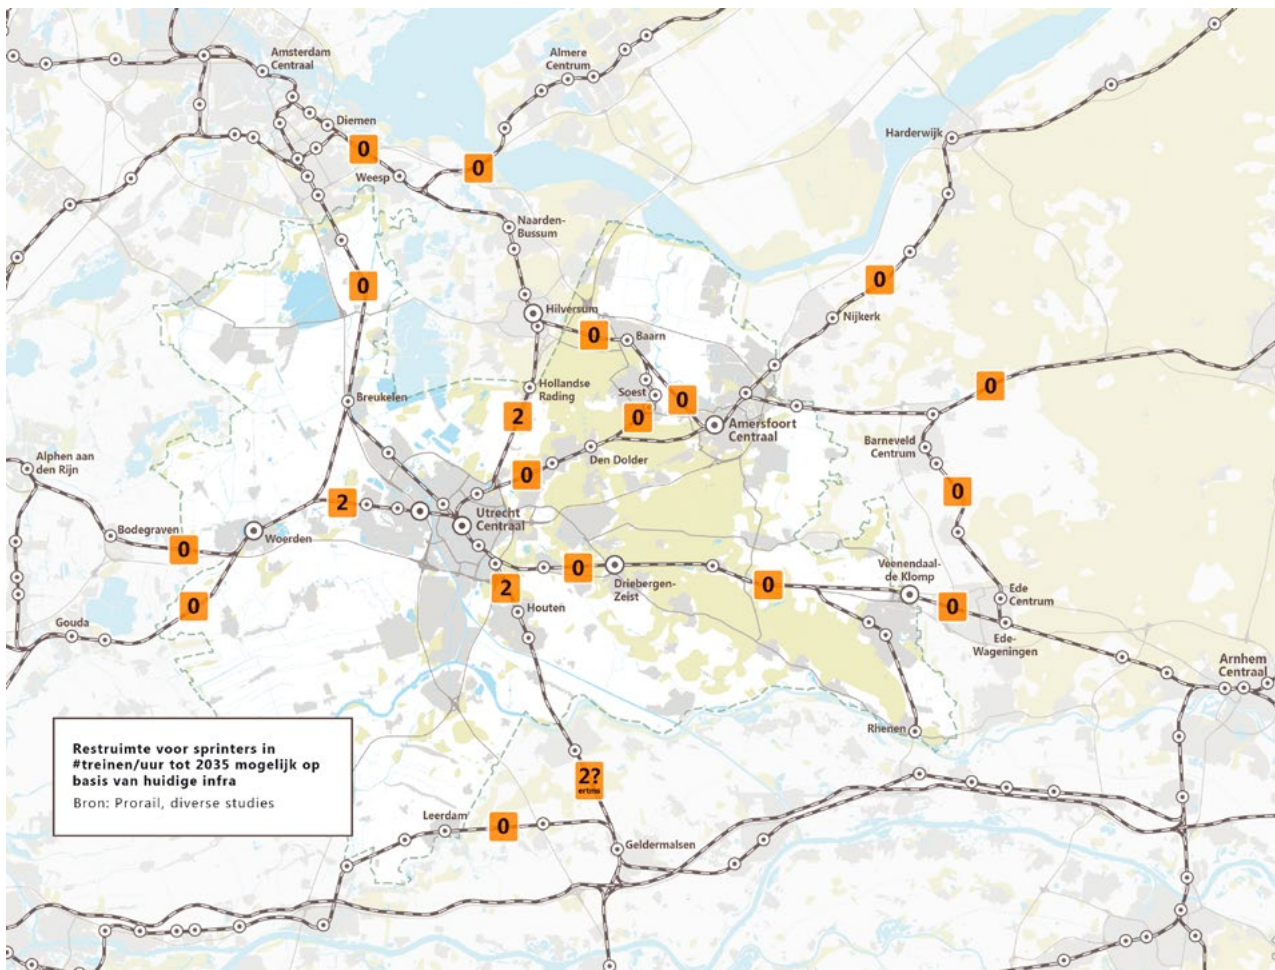 Amsterdam
Centraal
Almere
Centrum
Diemen
Harderwijk
0
0
Weesp
Naarden-
Bussum
0
0
Hilversum
Nijkerk
0
Baarn
0
Hollandse
Rading
Soest
0
Breukelen
2
0
Amersfoort
Centraal
Barneveld
Centrum
Alphen aan
den Rijn
Den Dolder
0
0
2
Utrecht
Centraal
Bodegraven
Woerden
0
0
Driebergen-
Zeist
0
Veenendaal-
de Klomp
2
0
0
Ede
Centrum
Houten
Gouda
Ede-
Wageningen
Arnhem
Centraal
Rhenen
Restruimte voor sprinters in
#treinen/uur tot 2035 mogelijk op
basis van huidige infra
Bron: Prorail, diverse studies
2?
ertms
Leerdam
0
Geldermalsen